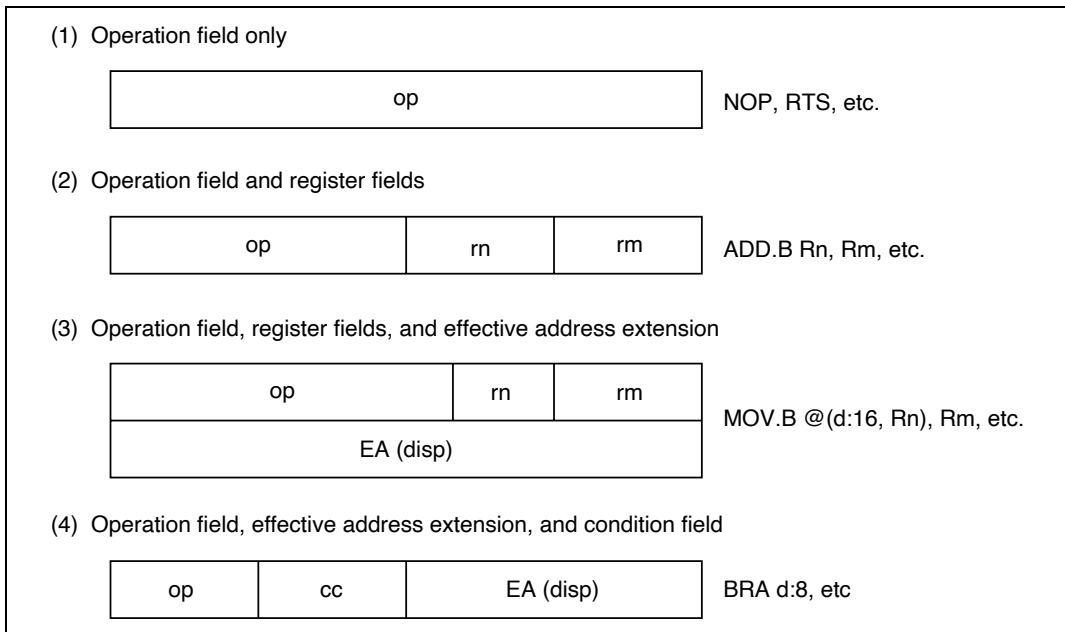 (1) Operation field only
op
NOP, RTS, etc.
(2) Operation field and register fields
op rn rm
ADD.B Rn, Rm, etc.
(3) Operation field, register fields, and effective address extension
op rn rm
EA (disp)
MOV.B @(d:16, Rn), Rm, etc.
(4) Operation field, effective address extension, and condition field
op cc EA (disp)
BRA d:8, etc